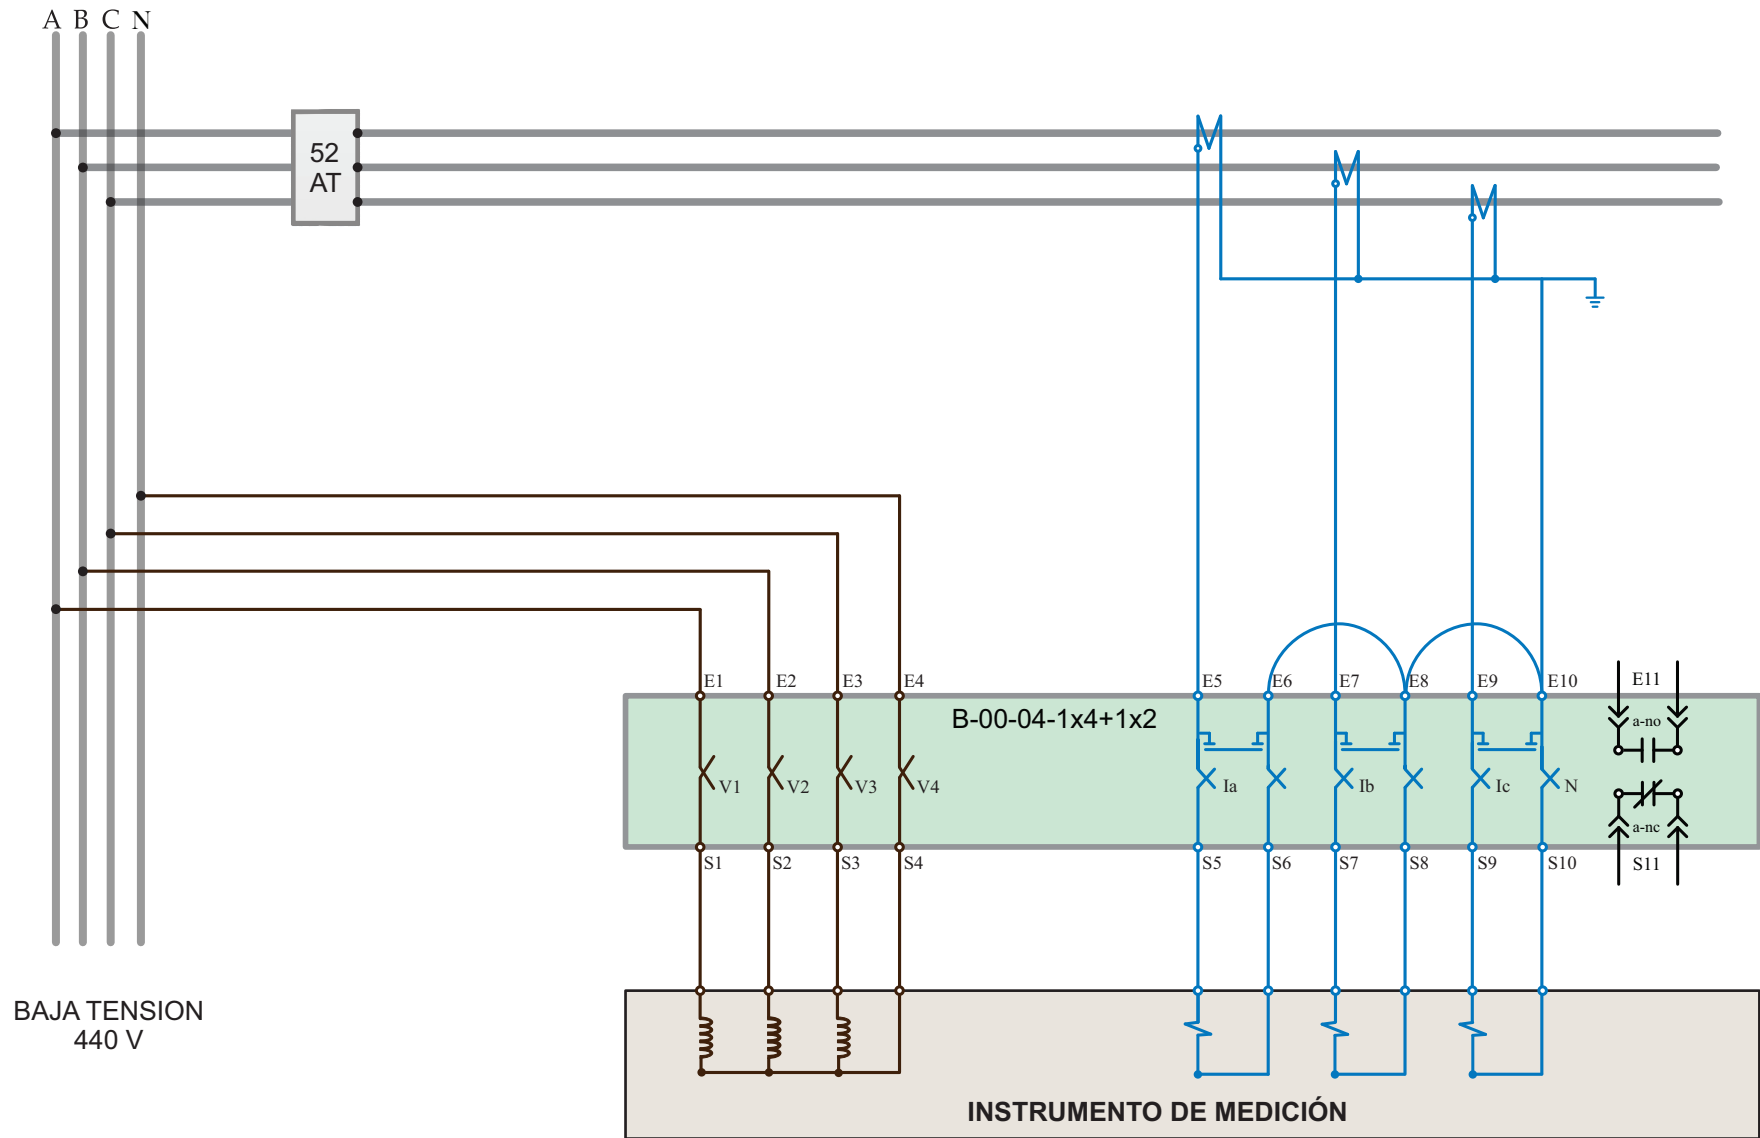 A B C N
52
AT
E1 E2 E3 E4 E5 E6 E7 E8 E9 E10 E11
B-00-04-1x4+1x2
a-no
V1 V2 V3 V4 Ia Ib Ic N
a-nc
S1 S2 S3 S4 S5 S6 S7 S8 S9 S10 S11
BAJA TENSION
440 V
INSTRUMENTO DE MEDICIÓN